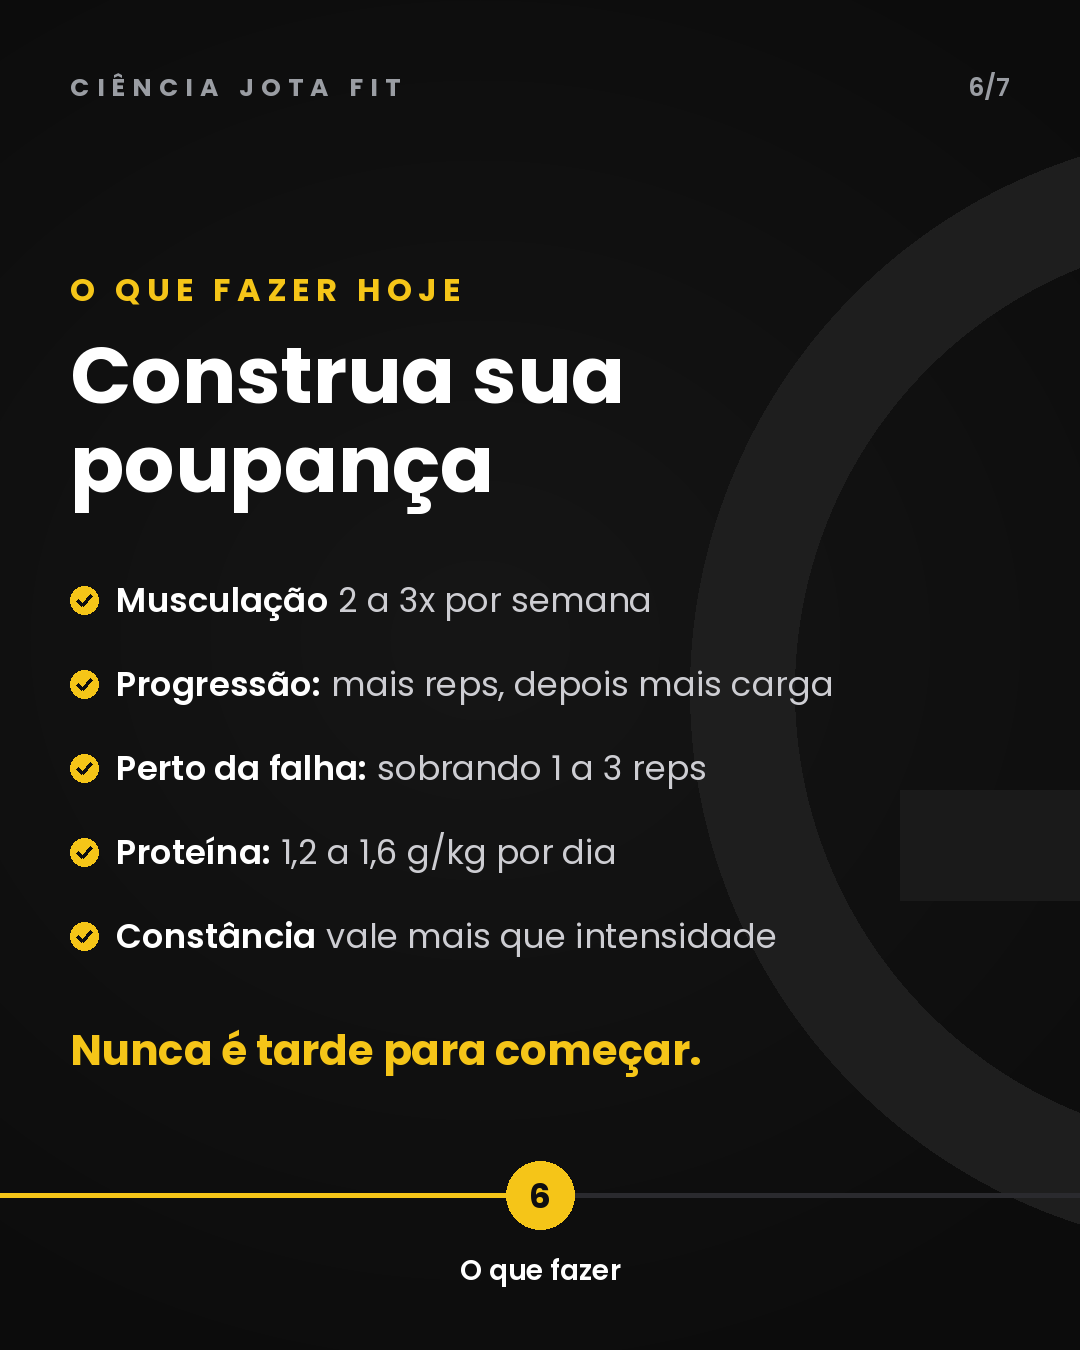 CIÊNCIA JOTA FIT
6/7
O QUE FAZER HOJE
Construa sua
poupança
Musculação 2 a 3x por semana
Progressão: mais reps, depois mais carga
Perto da falha: sobrando 1 a 3 reps
Proteína: 1,2 a 1,6 g/kg por dia
Constância vale mais que intensidade
Nunca é tarde para começar.
6
O que fazer